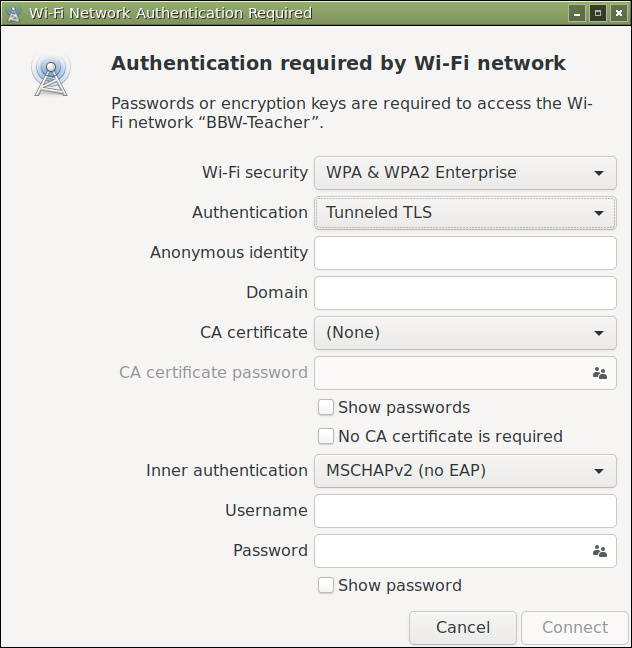 Wi-Fi Network Authentication Required
Authentication required by Wi-Fi network
Passwords or encryption keys are required to access the Wi-
Fi network “BBW-Teacher”.
Wi-Fi security WPA & WPA2 Enterprise
Authentication Tunneled TLS
Anonymous identity
Domain
CA certificate (None)
CA certificate password
Show passwords
No CA certificate is required
Inner authentication MSCHAPv2 (no EAP)
Username
Password
Show password
Cancel Connect